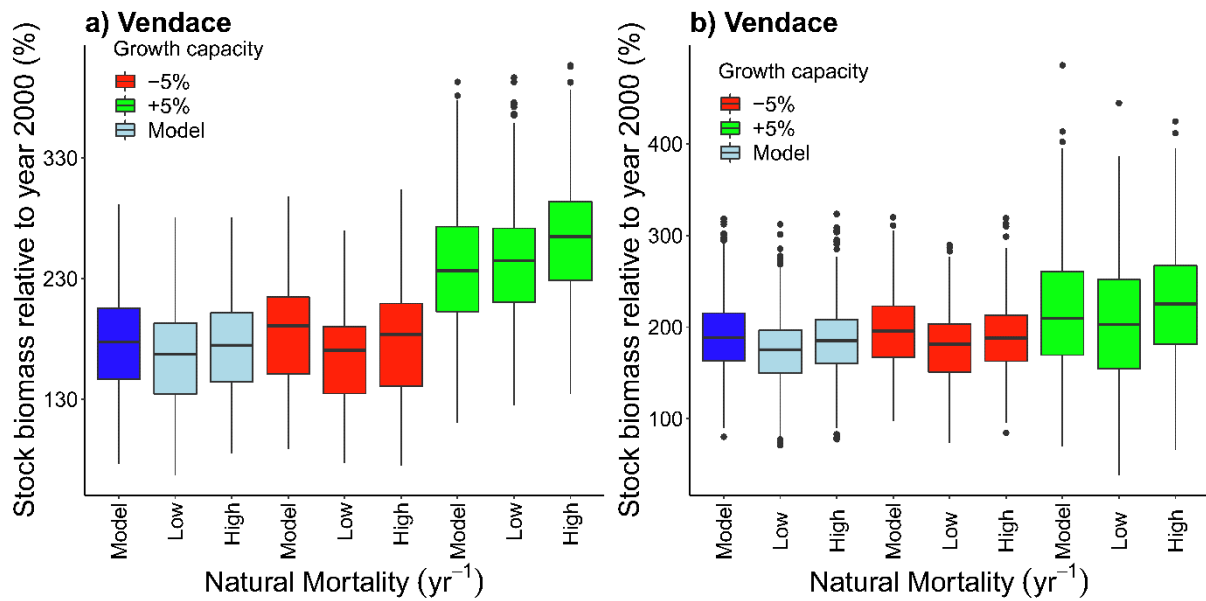 a) Vendace
Stock biomass relative to year 2000 (%)
Growth capacity
−5%
+5%
Model
330
230
130
Model
Low
High
Model
Low
High
Model
Low
High
Natural Mortality (yr⁻¹)
b) Vendace
Stock biomass relative to year 2000 (%)
Growth capacity
−5%
+5%
Model
400
300
200
100
Model
Low
High
Model
Low
High
Model
Low
High
Natural Mortality (yr⁻¹)